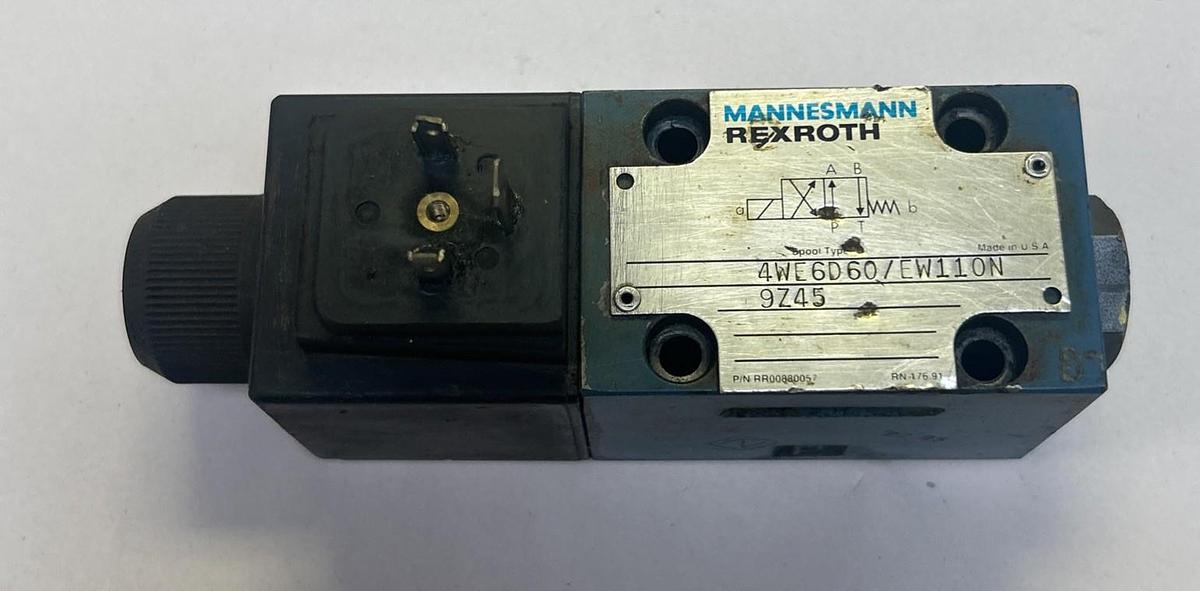 MANNESMANN
REXROTH
A B
a b
P T
Spool Type
Made in U S A
4WE6D60/EW110N
9Z45
P/N RR00880057
RN-176.91
B